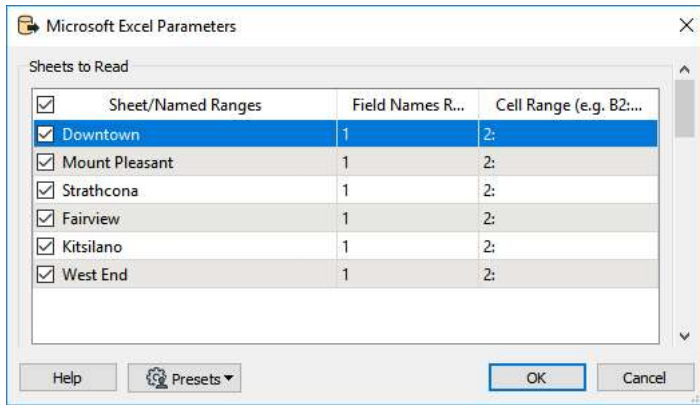 Microsoft Excel Parameters
Sheets to Read
Sheet/Named Ranges Field Names R... Cell Range (e.g. B2:...
Downtown 1 2:
Mount Pleasant 1 2:
Strathcona 1 2:
Fairview 1 2:
Kitsilano 1 2:
West End 1 2:
Help Presets OK Cancel